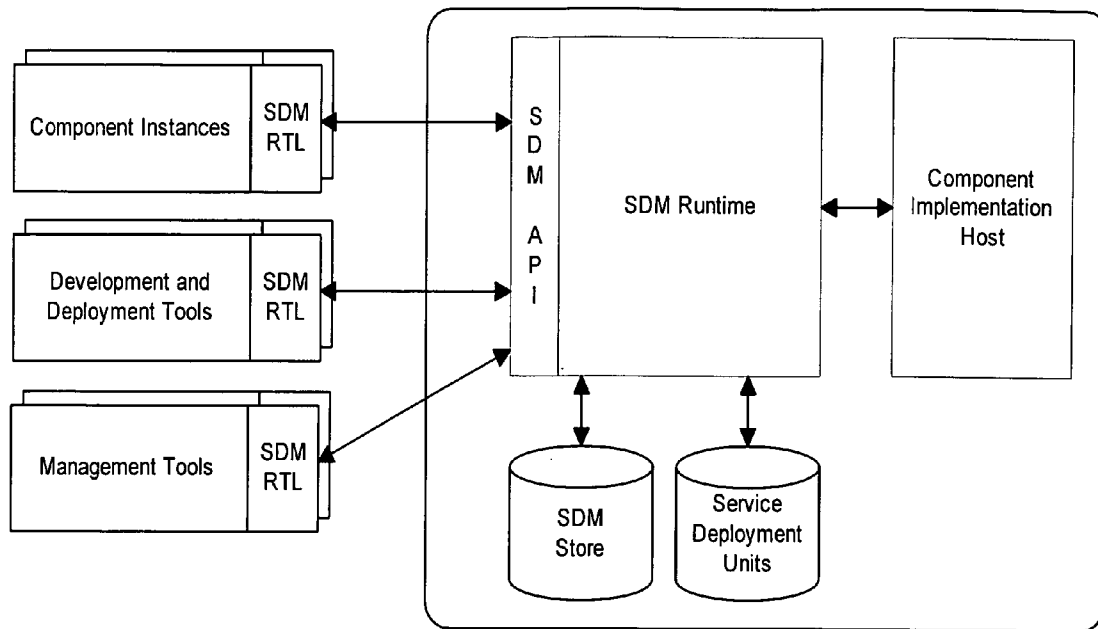 Component Instances
SDM
RTL
Development and
Deployment Tools
SDM
RTL
Management Tools
SDM
RTL
S
D
M
A
P
I
SDM Runtime
Component
Implementation
Host
SDM
Store
Service
Deployment
Units